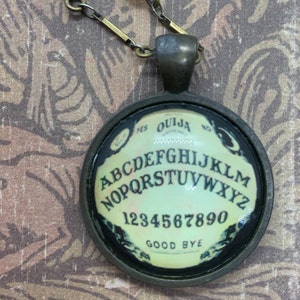 YES OUIJA NO
ABCDEFGHIJKLM
NOPQRSTUVWXYZ
1234567890
GOOD BYE